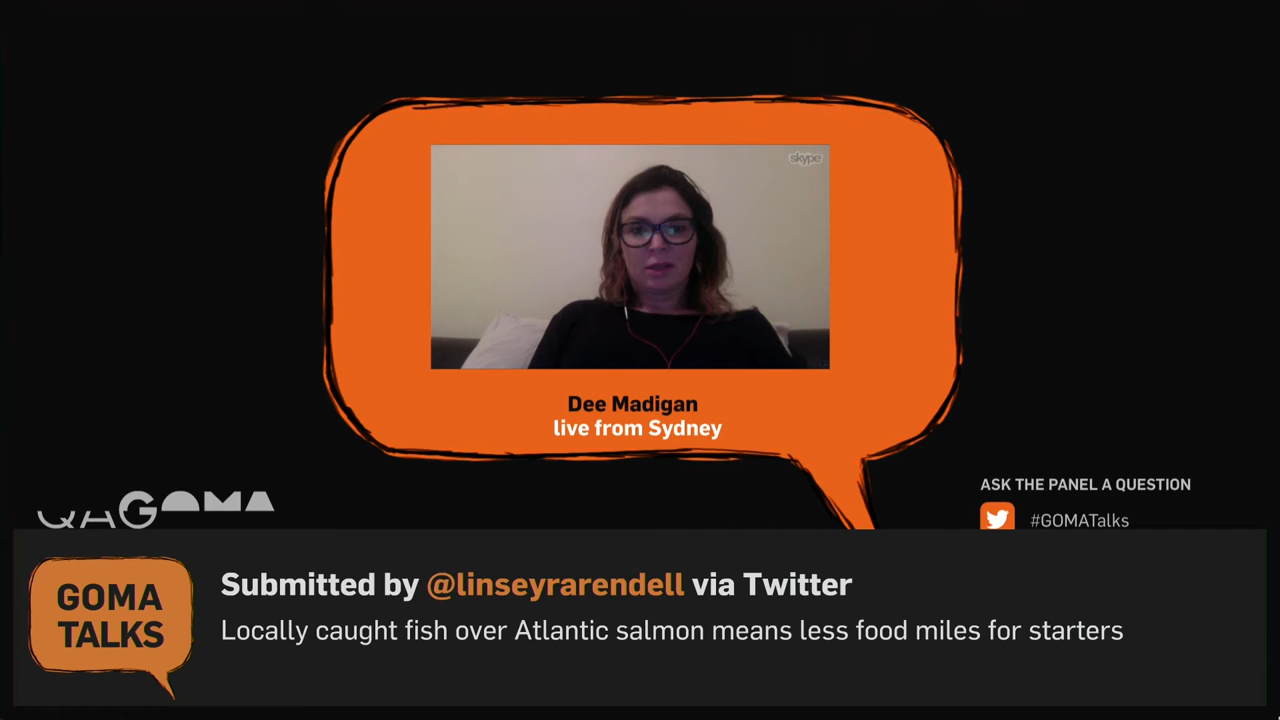 skype
Dee Madigan
live from Sydney
QAGOMA
ASK THE PANEL A QUESTION
#GOMATalks
GOMA
TALKS
Submitted by @linseyrarendell via Twitter
Locally caught fish over Atlantic salmon means less food miles for starters